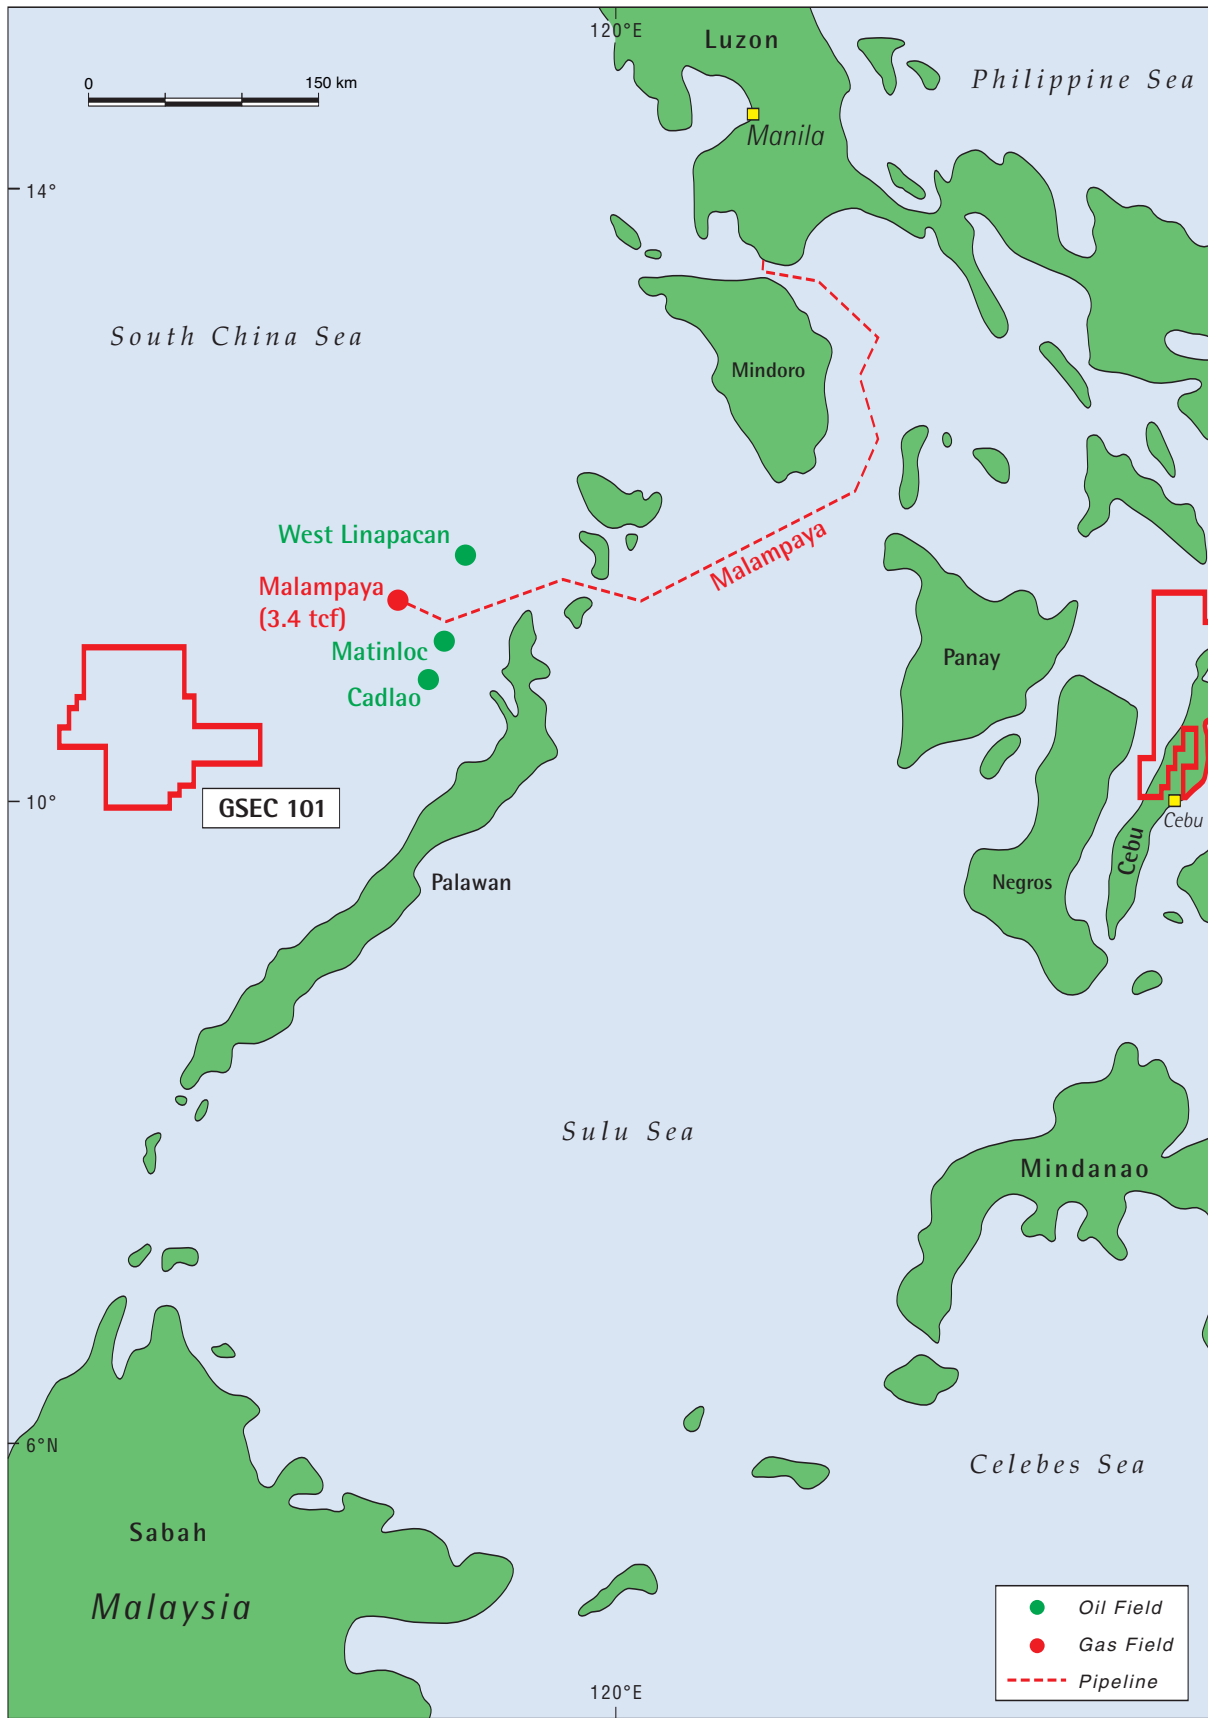 120°E
Luzon
Philippine Sea
0 150 km
Manila
14°
South China Sea
Mindoro
West Linapacan
Malampaya
Malampaya
(3.4 tcf)
Matinloc
Panay
Cadlao
10°
GSEC 101
Cebu
Cebu
Palawan
Negros
Sulu Sea
Mindanao
6°N
Celebes Sea
Sabah
Malaysia
Oil Field
Gas Field
Pipeline
120°E